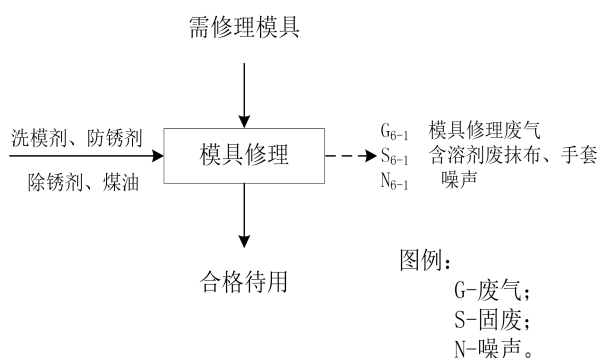 需修理模具
洗模剂、防锈剂
除锈剂、煤油
模具修理
G6-1 模具修理废气
S6-1 含溶剂废抹布、手套
N6-1 噪声
合格待用
图例：
G-废气；
S-固废；
N-噪声。